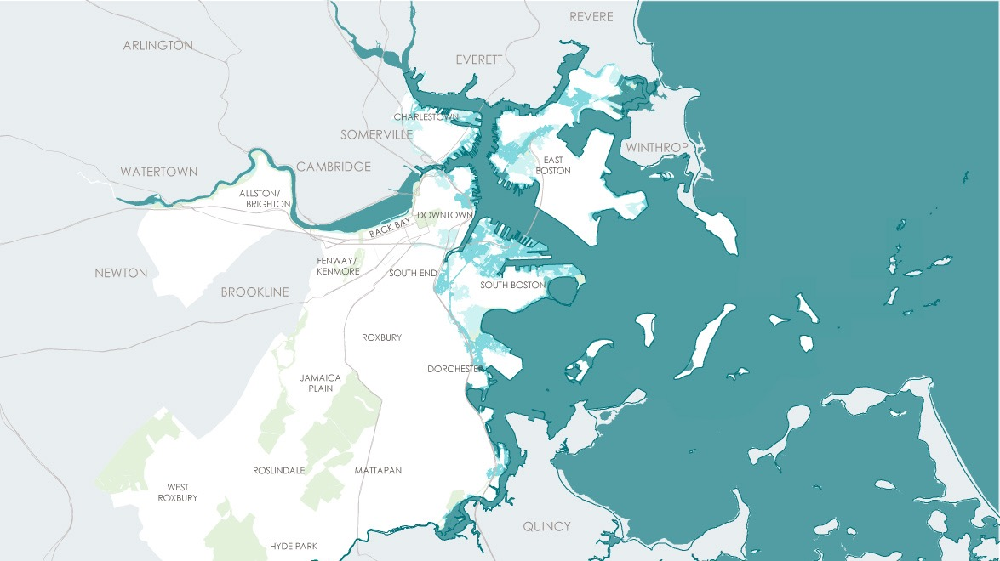 REVERE
ARLINGTON
EVERETT
CHARLESTOWN
SOMERVILLE
WINTHROP
EAST
BOSTON
CAMBRIDGE
WATERTOWN
ALLSTON/
BRIGHTON
DOWNTOWN
BACK BAY
FENWAY/
KENMORE
NEWTON
SOUTH END
SOUTH BOSTON
BROOKLINE
ROXBURY
DORCHESTE
JAMAICA
PLAIN
ROSLINDALE
MATTAPAN
WEST
ROXBURY
QUINCY
HYDE PARK